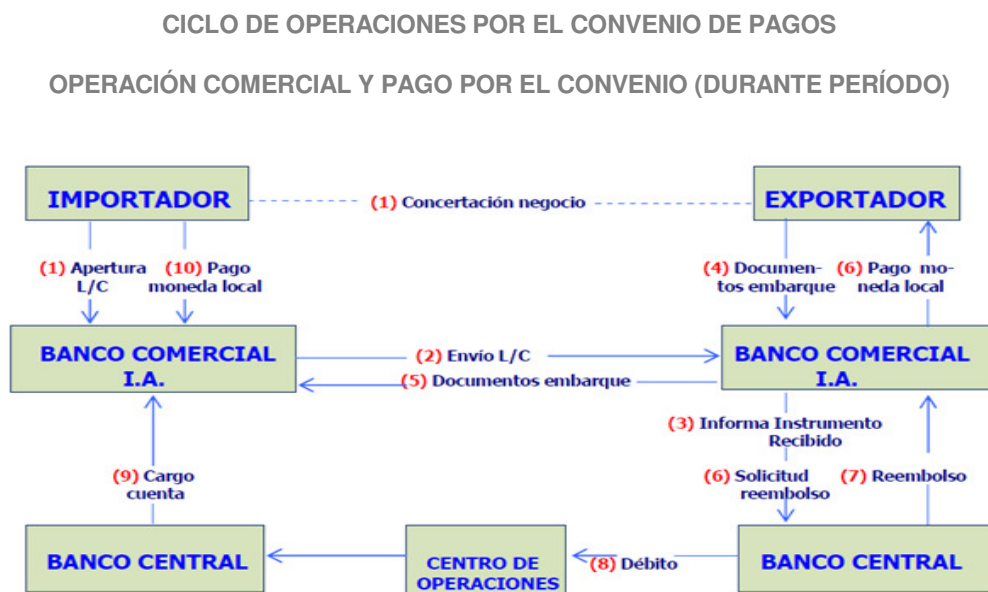 CICLO DE OPERACIONES POR EL CONVENIO DE PAGOS
OPERACIÓN COMERCIAL Y PAGO POR EL CONVENIO (DURANTE PERÍODO)
IMPORTADOR
(1) Concertación negocio
EXPORTADOR
(1) Apertura
L/C
(10) Pago
moneda local
(4) Documen-
tos embarque
(6) Pago mo-
neda local
BANCO COMERCIAL
I.A.
(2) Envío L/C
(5) Documentos embarque
BANCO COMERCIAL
I.A.
(3) Informa Instrumento
Recibido
(9) Cargo
cuenta
(6) Solicitud
reembolso
(7) Reembolso
BANCO CENTRAL
CENTRO DE
OPERACIONES
(8) Débito
BANCO CENTRAL